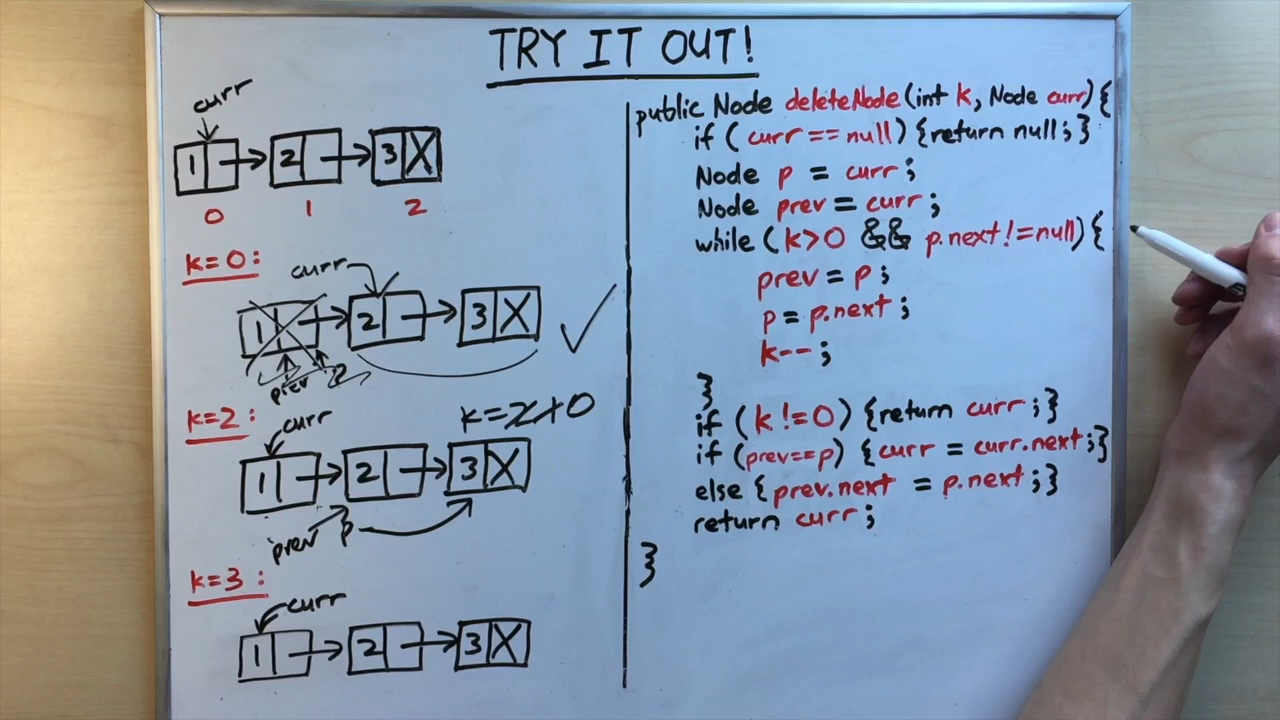 TRY IT OUT!
curr
1 2 3
0 1 2
k=0:
curr
1 2 3
prev p
k=2:
k=2 1 0
curr
1 2 3
prev p
k=3:
curr
1 2 3
public Node deleteNode(int k, Node curr){
if ( curr == null) {return null;}
Node p = curr;
Node prev = curr;
while (k>0 && p.next!=null){
prev = p;
p = p.next;
k--;
}
if (k !=0) {return curr;}
if (prev==p) {curr = curr.next;}
else {prev.next = p.next;}
return curr;
}